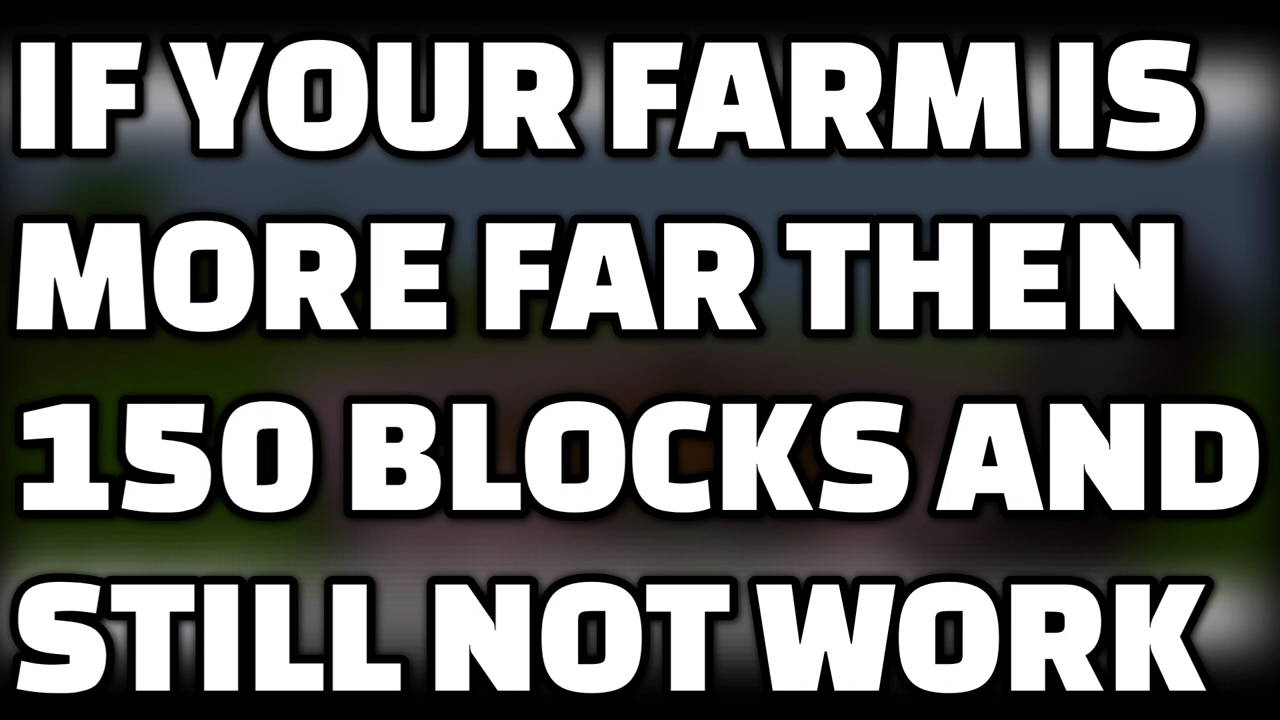 IF YOUR FARM IS
MORE FAR THEN
150 BLOCKS AND
STILL NOT WORK